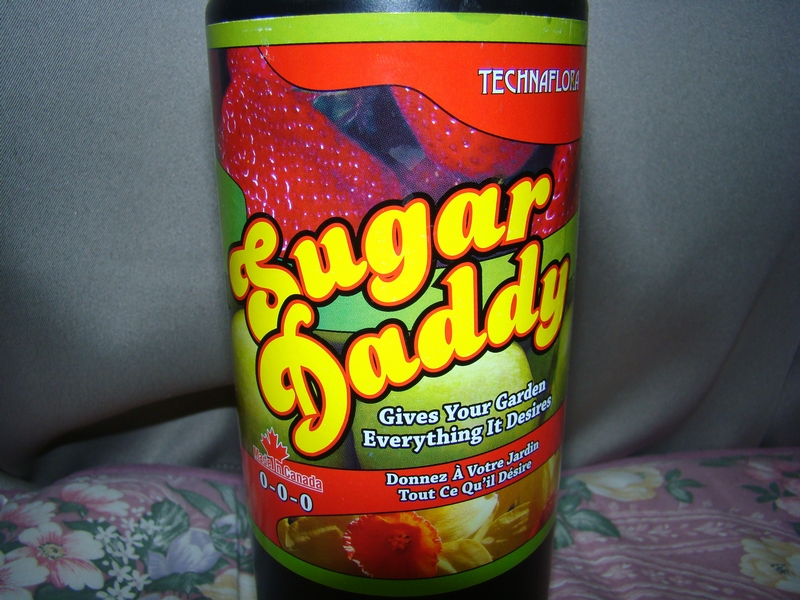 TECHNAFLORA
Sugar
Daddy
Gives Your Garden
Everything It Desires
Made In Canada
0-0-0
Donnez À Votre Jardin
Tout Ce Qu'il Désire